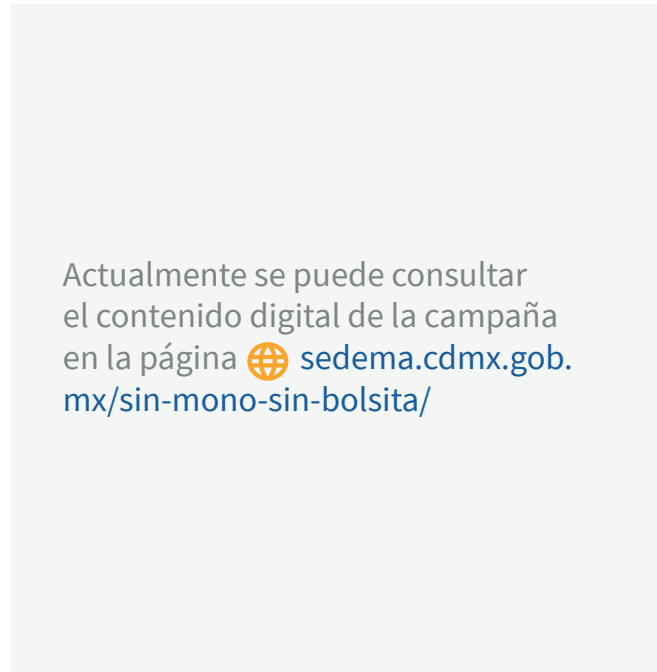 Actualmente se puede consultar
el contenido digital de la campaña
en la página sedema.cdmx.gob.
mx/sin-mono-sin-bolsita/